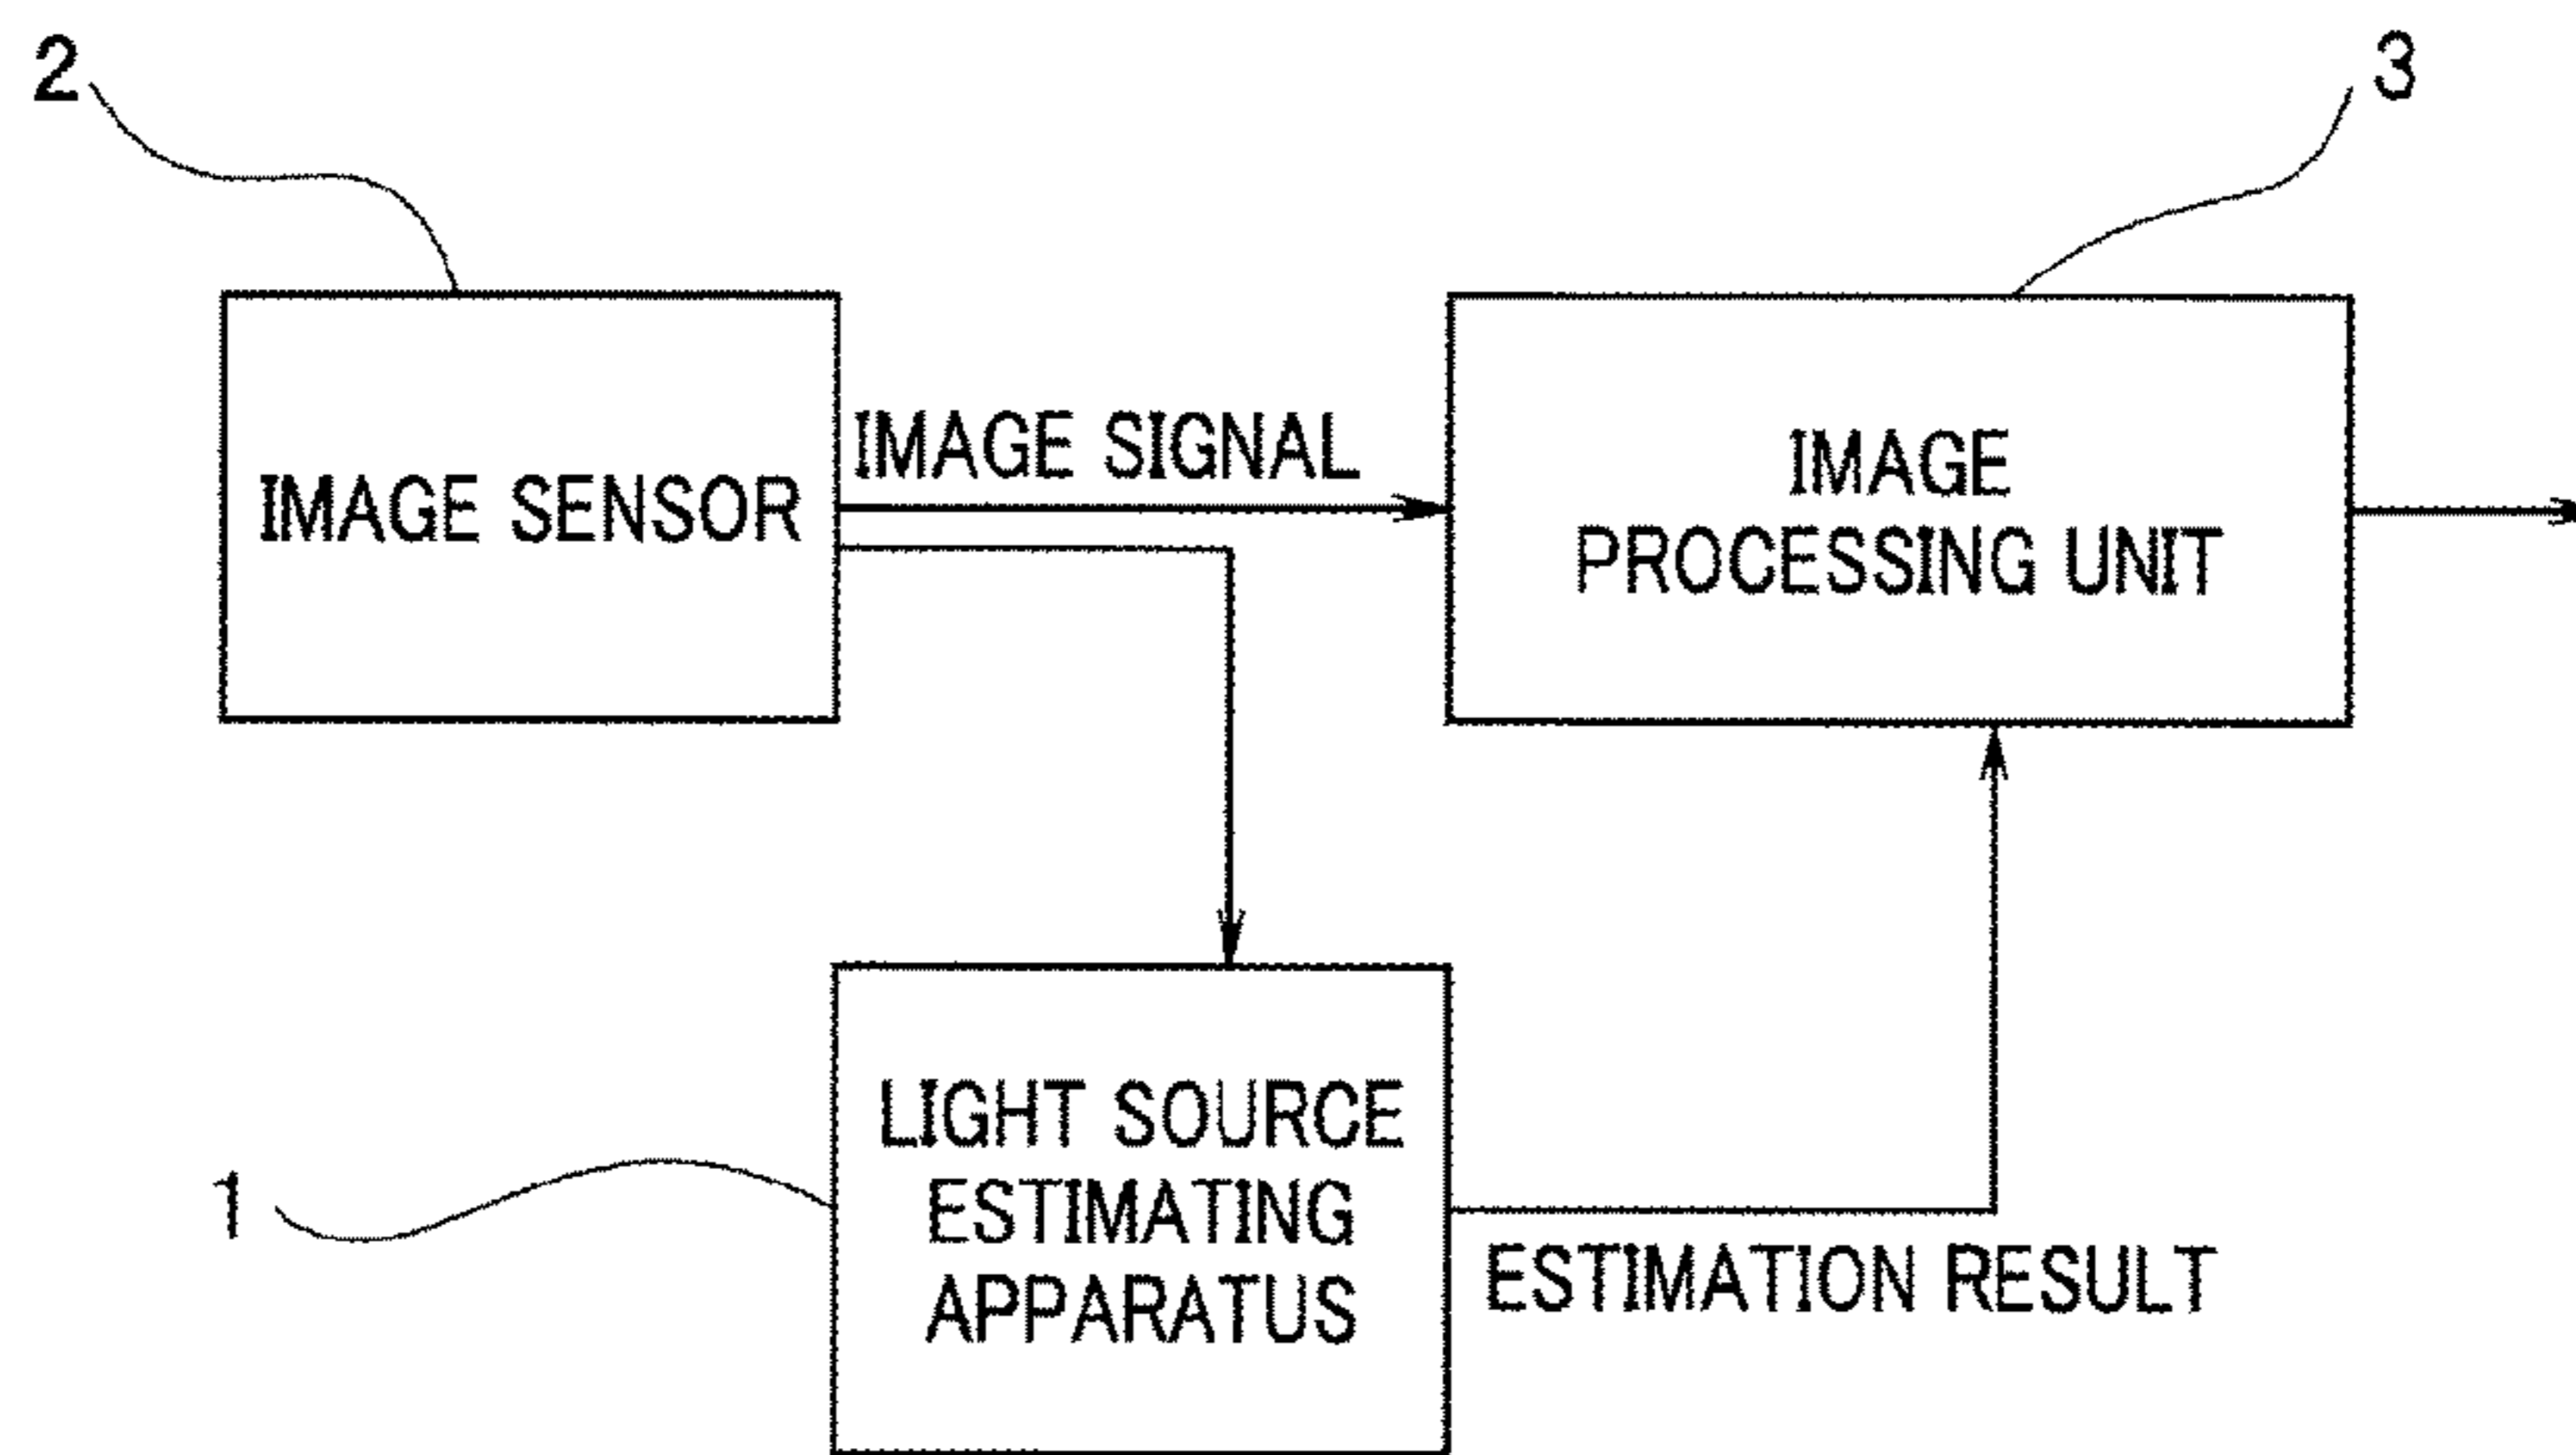 2
3
IMAGE SENSOR
IMAGE SIGNAL
IMAGE
PROCESSING UNIT
1
LIGHT SOURCE
ESTIMATING
APPARATUS
ESTIMATION RESULT